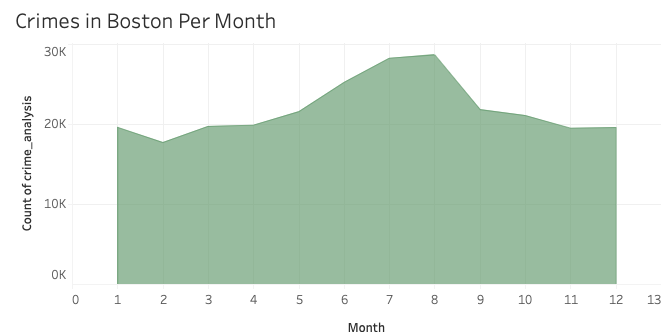 Crimes in Boston Per Month
30K
20K
10K
0K
Count of crime_analysis
0 1 2 3 4 5 6 7 8 9 10 11 12 13
Month